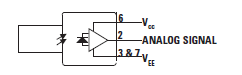 6
Vcc
2
ANALOG SIGNAL
3 & 7
VEE